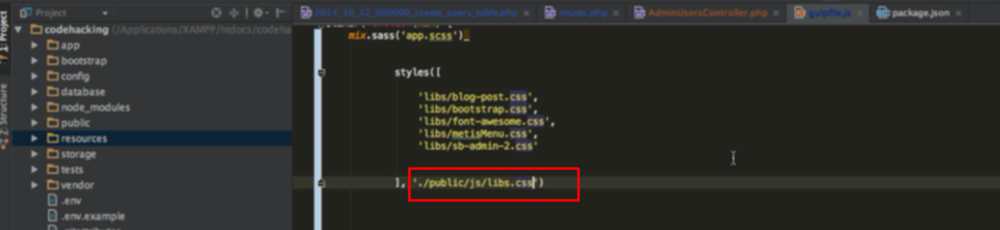 Project
2014_10_12_000000_create_users_table.php
routes.php
AdminUsersController.php
gulpfile.js
package.json
1: Project
Z: Structure
codehacking (/Applications/XAMPP/htdocs/codeha
app
bootstrap
config
database
node_modules
public
resources
storage
tests
vendor
.env
.env.example
mix.sass('app.scss')
styles([
'libs/blog-post.css',
'libs/bootstrap.css',
'libs/font-awesome.css',
'libs/metisMenu.css',
'libs/sb-admin-2.css'
], './public/js/libs.css')